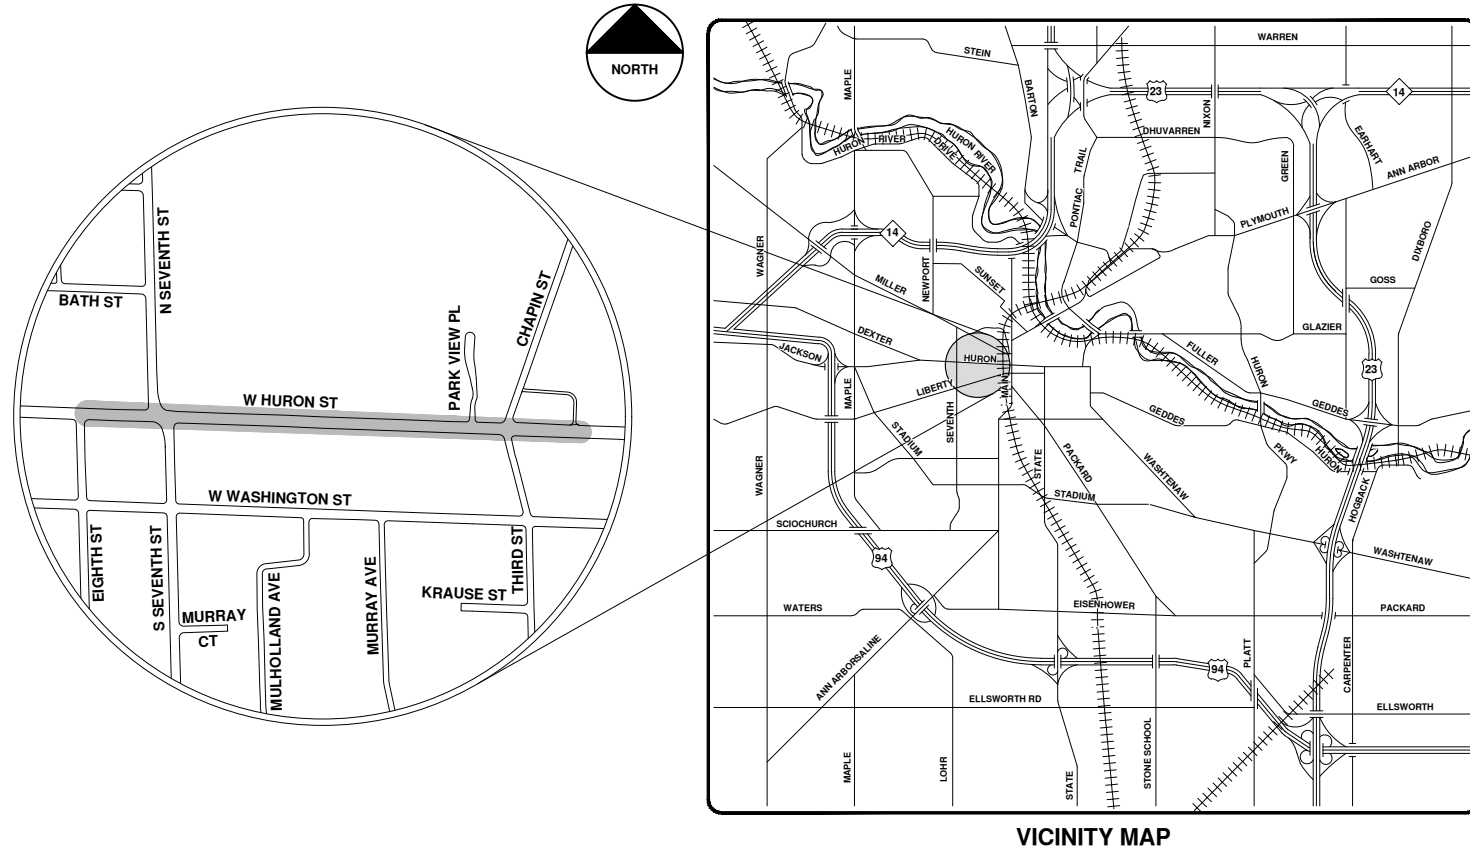 NORTH
N SEVENTH ST
BATH ST
CHAPIN ST
PARK VIEW PL
W HURON ST
W WASHINGTON ST
EIGHTH ST
S SEVENTH ST
MURRAY
CT
MULHOLLAND AVE
MURRAY AVE
KRAUSE ST
THIRD ST
WARREN
STEIN
MAPLE
BARTON
23
14
NIXON
DHUVARREN
EARHART
HURON RIVER
DRIVE
HURON RIVER
GREEN
ANN ARBOR
TRAIL
PONTIAC
PLYMOUTH
DIXBORO
14
WAGNER
NEWPORT
MILLER
SUNSET
GOSS
DEXTER
GLAZIER
JACKSON
HURON
FULLER
HURON
23
MAPLE
LIBERTY
MAIN
GEDDES
GEDDES
SEVENTH
STADIUM
WAGNER
STATE
PACKARD
WASHTENAW
PKWY
HURON
STADIUM
HOGBACK
SCIOCHURCH
94
WASHTENAW
WATERS
EISENHOWER
PACKARD
ANN ARBORSALINE
94
PLATT
CARPENTER
ELLSWORTH RD
ELLSWORTH
MAPLE
LOHR
STATE
STONE SCHOOL
VICINITY MAP